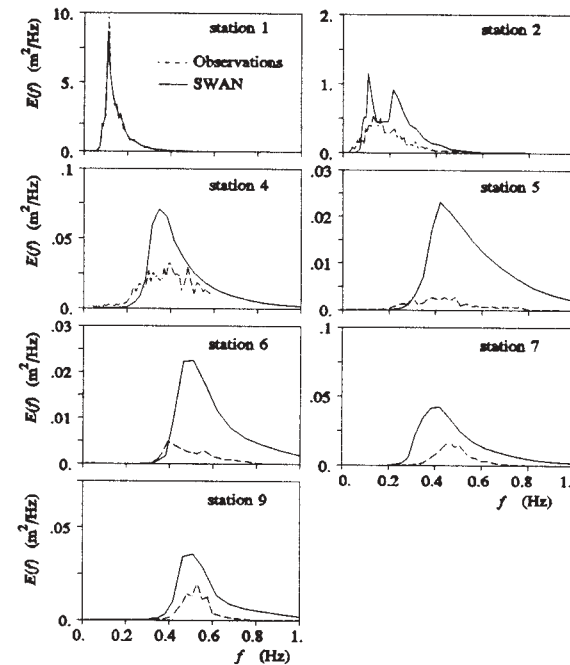 station 1
Observations
SWAN
E(f) (m²/Hz)
10.
5.
0.
station 2
2.
1.
0.
station 4
E(f) (m²/Hz)
.1
.05
0.
station 5
.03
.02
.01
0.
station 6
E(f) (m²/Hz)
.03
.02
.01
0.
station 7
.1
.05
0.
0. 0.2 0.4 0.6 0.8 1.
f (Hz)
station 9
E(f) (m²/Hz)
.05
0.
0. 0.2 0.4 0.6 0.8 1.
f (Hz)